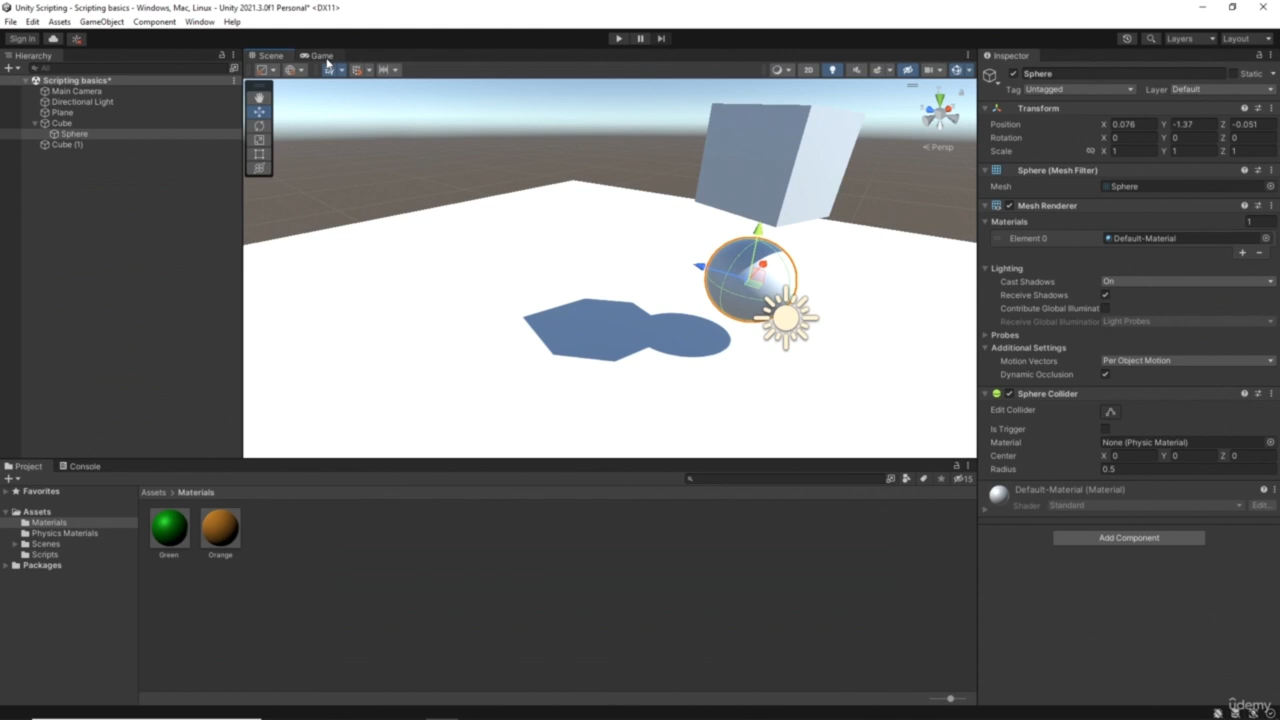 Unity Scripting - Scripting basics - Windows, Mac, Linux - Unity 2021.3.0f1 Personal* <DX11>
File Edit Assets GameObject Component Window Help
Sign In
Layers Layout
Hierarchy
All
Scripting basics*
Main Camera
Directional Light
Plane
Cube
Sphere
Cube (1)
Scene Game
2D
Persp
Inspector
Sphere Static
Tag Untagged Layer Default
Transform
Position X 0.076 Y -1.37 Z -0.051
Rotation X 0 Y 0 Z 0
Scale X 1 Y 1 Z 1
Sphere (Mesh Filter)
Mesh Sphere
Mesh Renderer
Materials 1
Element 0 Default-Material
Lighting
Cast Shadows On
Receive Shadows
Contribute Global Illuminat
Receive Global Illumination Light Probes
Probes
Additional Settings
Motion Vectors Per Object Motion
Dynamic Occlusion
Sphere Collider
Edit Collider
Is Trigger
Material None (Physic Material)
Center X 0 Y 0 Z 0
Radius 0.5
Default-Material (Material)
Shader Standard Edit...
Add Component
Project Console
15
Favorites
Assets
Materials
Physics Materials
Scenes
Scripts
Packages
Assets > Materials
Green Orange
udemy